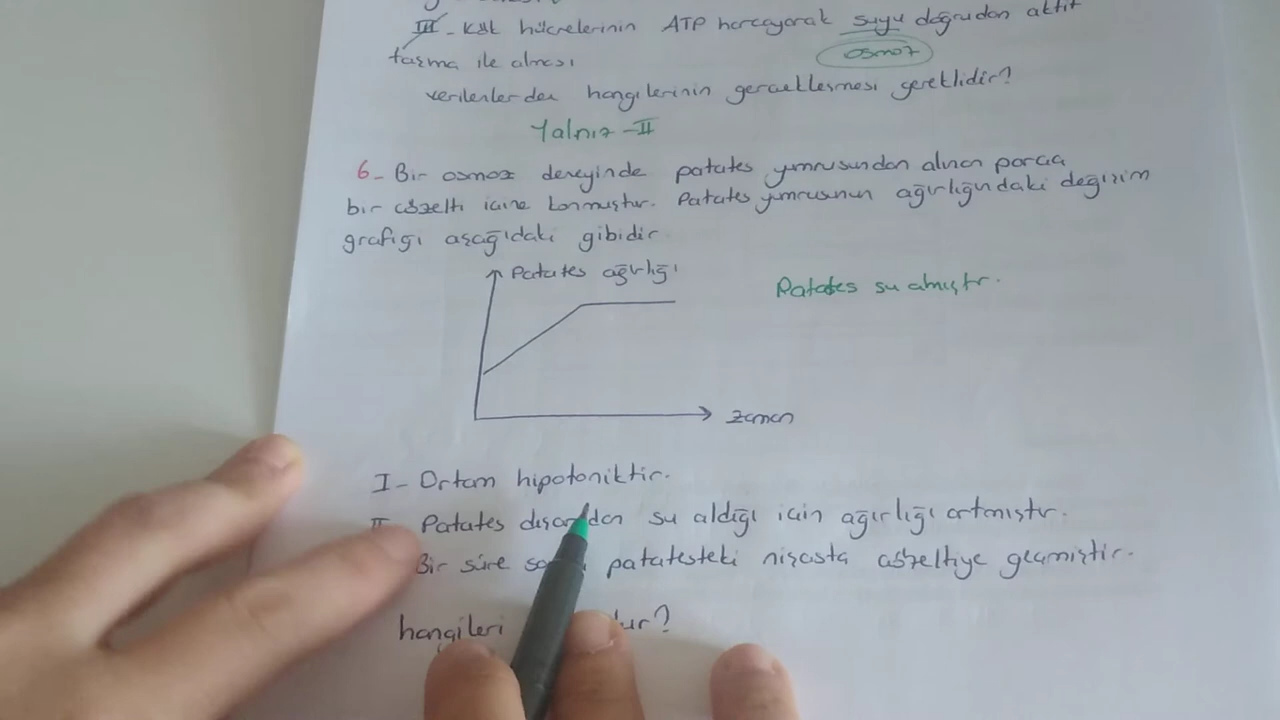 III - Kök hücrelerinin ATP harcayarak suyu doğrudan aktif
taşıma ile alması
osmoz
verilenlerden hangilerinin gerçekleşmesi gereklidir?
Yalnız - II
6 - Bir osmoz deneyinde patates yumrusundan alınan parça
bir çözelti içine konmuştur. Patates yumrusunun ağırlığındaki değişim
grafiği aşağıdaki gibidir
Patates ağırlığı
Patates su almıştır.
zaman
I - Ortam hipotoniktir.
II Patates dışarıdan su aldığı için ağırlığı artmıştır.
Bir süre patatesteki nişasta çözeltiye geçmiştir.
hangileri